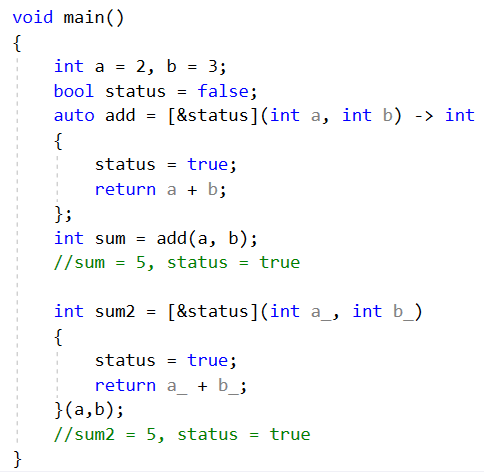 void main()
{
    int a = 2, b = 3;
    bool status = false;
    auto add = [&status](int a, int b) -> int
    {
        status = true;
        return a + b;
    };
    int sum = add(a, b);
    //sum = 5, status = true

    int sum2 = [&status](int a_, int b_)
    {
        status = true;
        return a_ + b_;
    }(a,b);
    //sum2 = 5, status = true
}